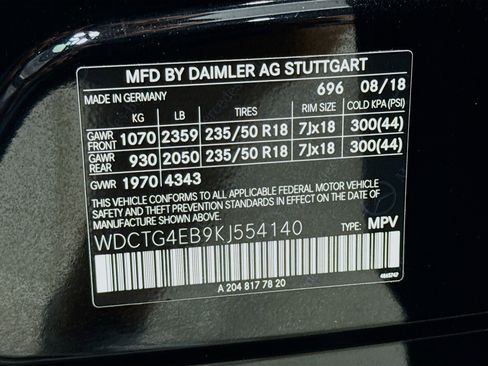 MFD BY DAIMLER AG STUTTGART
MADE IN GERMANY 696 08/18
KG LB TIRES RIM SIZE COLD KPA(PSI)
GAWR FRONT 1070 2359 235/50 R18 7Jx18 300(44)
GAWR REAR 930 2050 235/50 R18 7Jx18 300(44)
GVWR 1970 4343
THIS VEHICLE CONFORMS TO ALL APPLICABLE FEDERAL MOTOR VEHICLE
SAFETY STANDARDS IN EFFECT ON THE DATE OF MANUFACTURE SHOWN ABOVE.
WDCTG4EB9KJ554140 TYPE: MPV
A 204 817 78 20